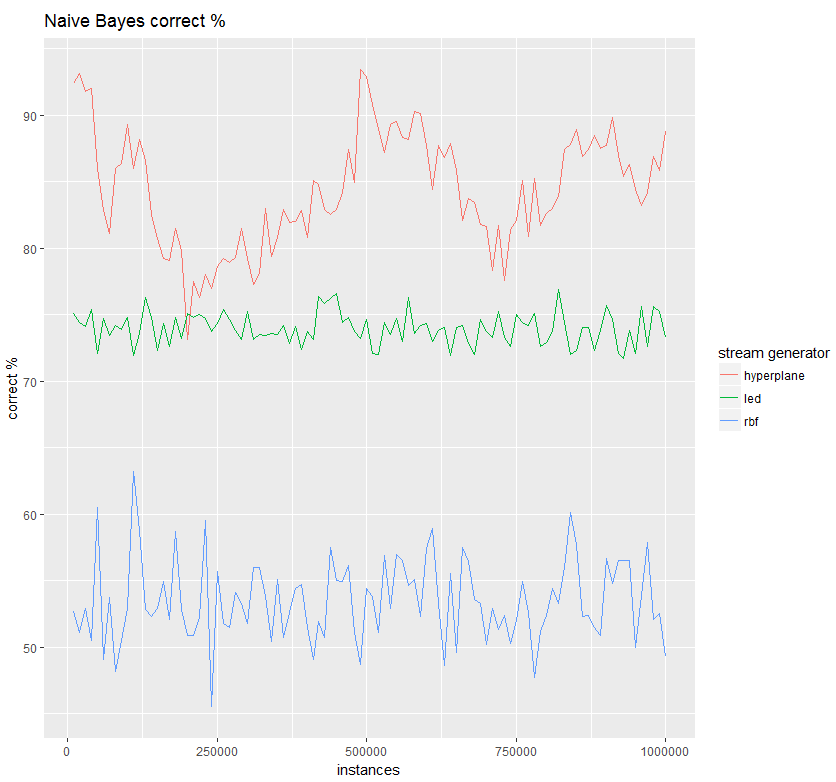 Naive Bayes correct %
90
80
70
60
50
correct %
0
250000
500000
750000
1000000
instances
stream generator
hyperplane
led
rbf